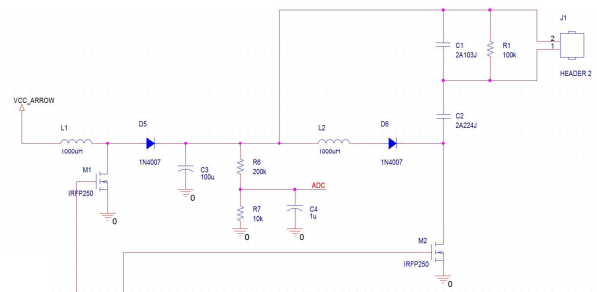 J1
C1
2A103J
R1
100k
2
1
HEADER 2
VCC_ARROW
C2
2A224J
L1
1000uH
D5
1N4007
L2
1000uH
D6
1N4007
M1
IRFP250
C3
100u
0
R6
200k
ADC
R7
10k
C4
1u
0
0
0
M2
IRFP250
0